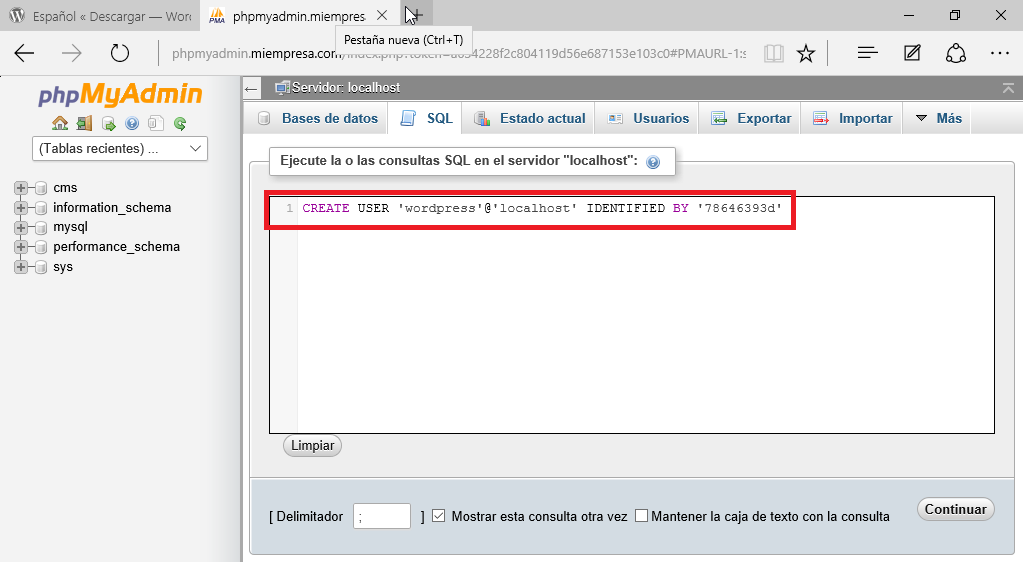 Español « Descargar — Wor
phpmyadmin.miempres
Pestaña nueva (Ctrl+T)
phpmyadmin.miempresa.com/index.php?token=
phpMyAdmin
(Tablas recientes) ...
cms
information_schema
mysql
performance_schema
sys
Servidor: localhost
Bases de datos
SQL
Estado actual
Usuarios
Exportar
Importar
Más
Ejecute la o las consultas SQL en el servidor "localhost":
1 CREATE USER 'wordpress'@'localhost' IDENTIFIED BY '78646393d'
Limpiar
[ Delimitador ; ] Mostrar esta consulta otra vez Mantener la caja de texto con la consulta
Continuar